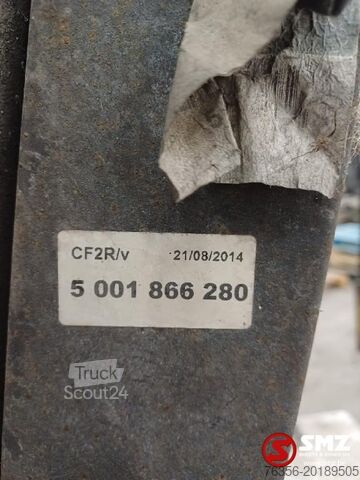 CF2R/v 21/08/2014
5 001 866 280
Truck
Scout24
SMZ
76356-20189505